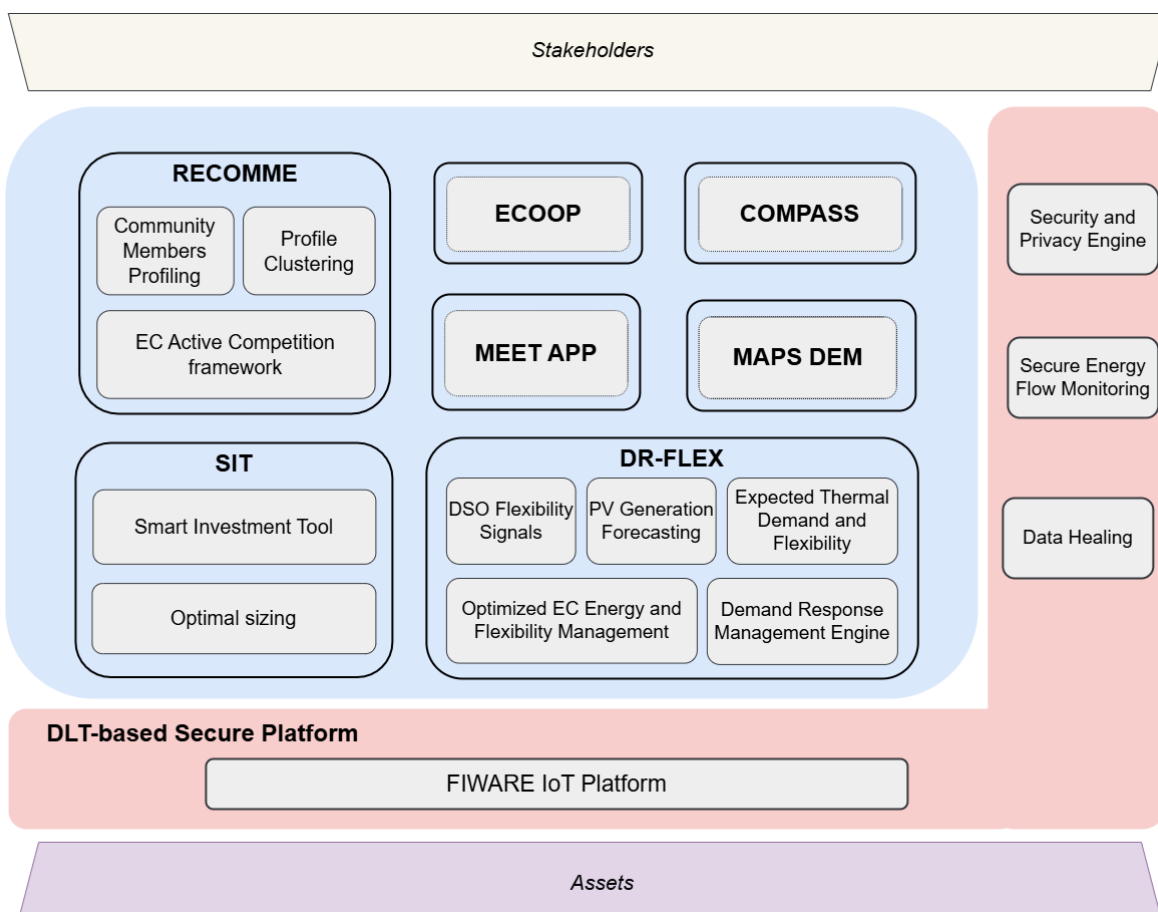 Stakeholders
RECOMME
Community
Members
Profiling
Profile
Clustering
EC Active Competition
framework
ECOOP
COMPASS
MEET APP
MAPS DEM
SIT
Smart Investment Tool
Optimal sizing
DR-FLEX
DSO Flexibility
Signals
PV Generation
Forecasting
Expected Thermal
Demand and
Flexibility
Optimized EC Energy and
Flexibility Management
Demand Response
Management Engine
Security and
Privacy Engine
Secure Energy
Flow Monitoring
Data Healing
DLT-based Secure Platform
FIWARE IoT Platform
Assets